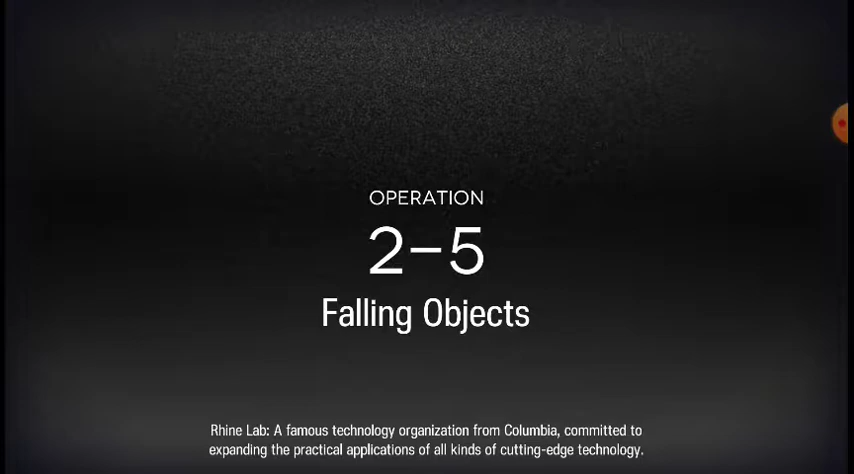 OPERATION
2-5
Falling Objects
Rhine Lab: A famous technology organization from Columbia, committed to
expanding the practical applications of all kinds of cutting-edge technology.